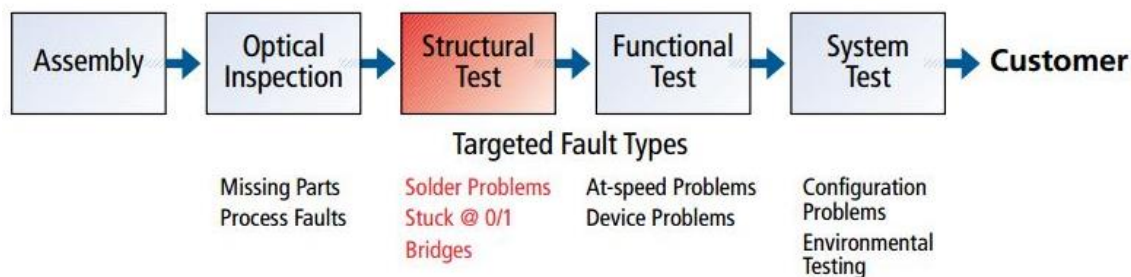 Assembly
Optical
Inspection
Structural
Test
Functional
Test
System
Test
Customer
Targeted Fault Types
Missing Parts
Process Faults
Solder Problems
Stuck @ 0/1
Bridges
At-speed Problems
Device Problems
Configuration
Problems
Environmental
Testing